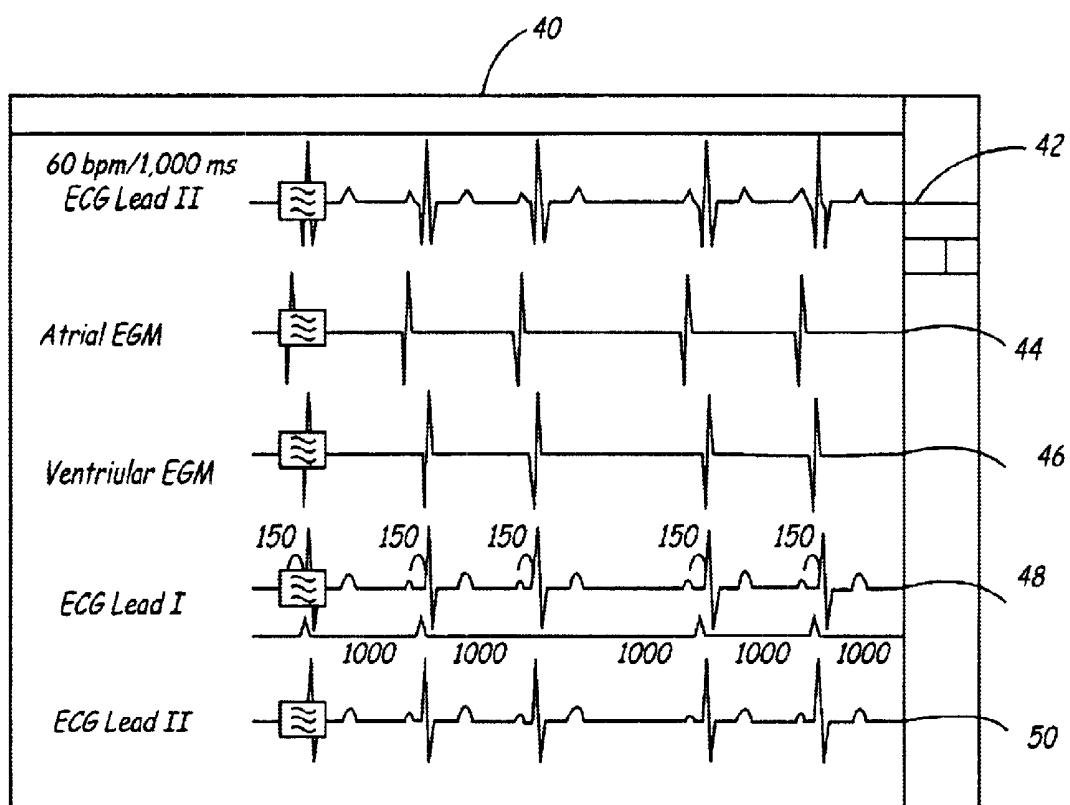 40
60 bpm/1,000 ms
ECG Lead II
42
Atrial EGM
44
Ventriular EGM
46
150 150 150 150 150
ECG Lead I
48
1000 1000 1000 1000 1000
ECG Lead II
50